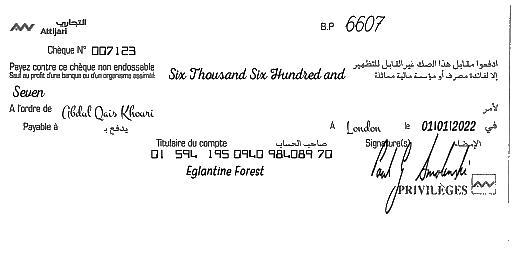 التجاري
Attijari
B.P 6607
Chèque N° 007123
Payez contre ce chèque non endossable
Sauf au profit d'une banque ou d'un organisme assimilé
Six Thousand Six Hundred and
ادفعوا مقابل هذا الصك غير القابل للتظهير
إلا لفائدة مصرف أو مؤسسة مالية مماثلة
Seven
A l'ordre de Abdul Qais Khouri
لأمر
Payable à
يدفع بـ
A London le 01/01/2022 في
Titulaire du compte صاحب الحساب
Signature(s) الإمضاء
01 594 195 0940 984089 70
Eglantine Forest
Paul G Smolinski
PRIVILÈGES